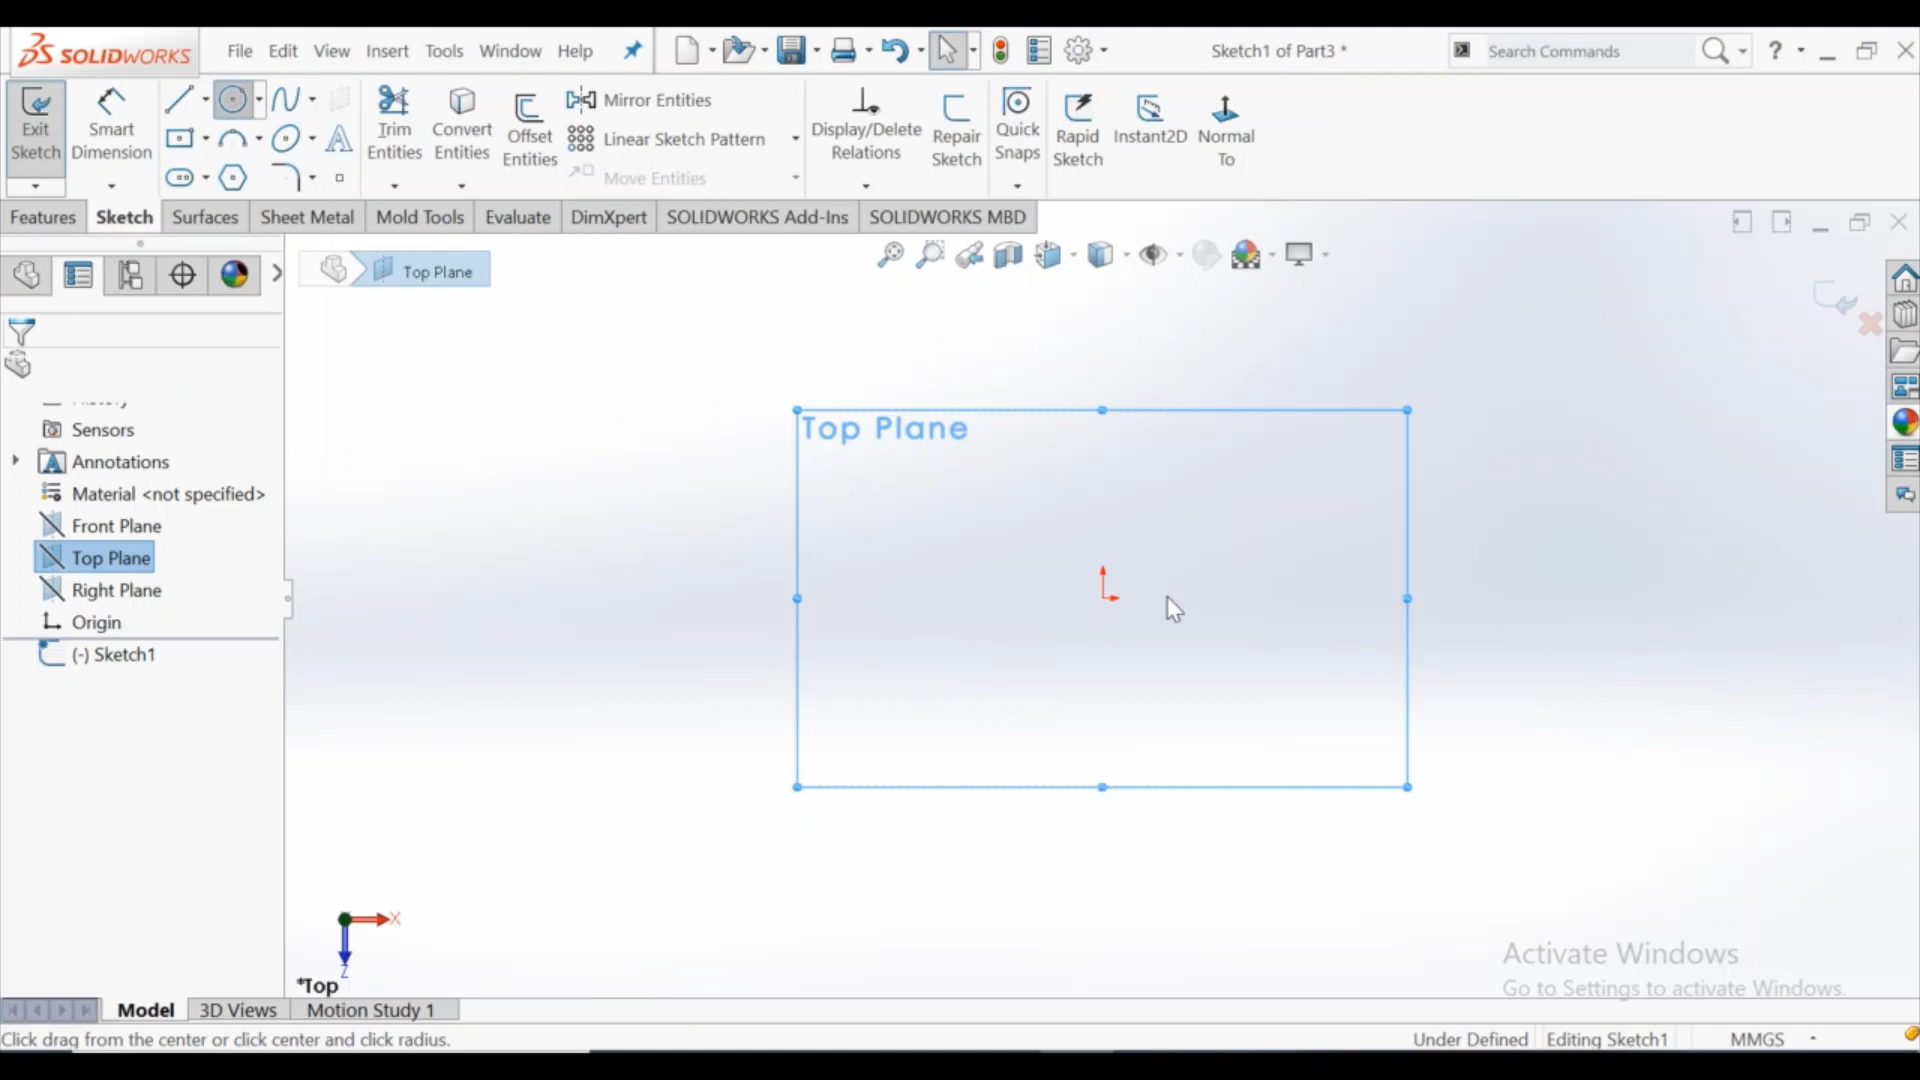 SOLIDWORKS File Edit View Insert Tools Window Help Sketch1 of Part3 * Search Commands ?
Exit Sketch
Smart Dimension
Trim Entities
Convert Entities
Offset Entities
Mirror Entities
Linear Sketch Pattern
Move Entities
Display/Delete Relations
Repair Sketch
Quick Snaps
Rapid Sketch
Instant2D
Normal To
Features Sketch Surfaces Sheet Metal Mold Tools Evaluate DimXpert SOLIDWORKS Add-Ins SOLIDWORKS MBD
Top Plane
Sensors
Annotations
Material <not specified>
Front Plane
Top Plane
Right Plane
Origin
(-) Sketch1
Top Plane
X
Z
*Top
Activate Windows
Go to Settings to activate Windows.
Model 3D Views Motion Study 1
Click drag from the center or click center and click radius. Under Defined Editing Sketch1 MMGS